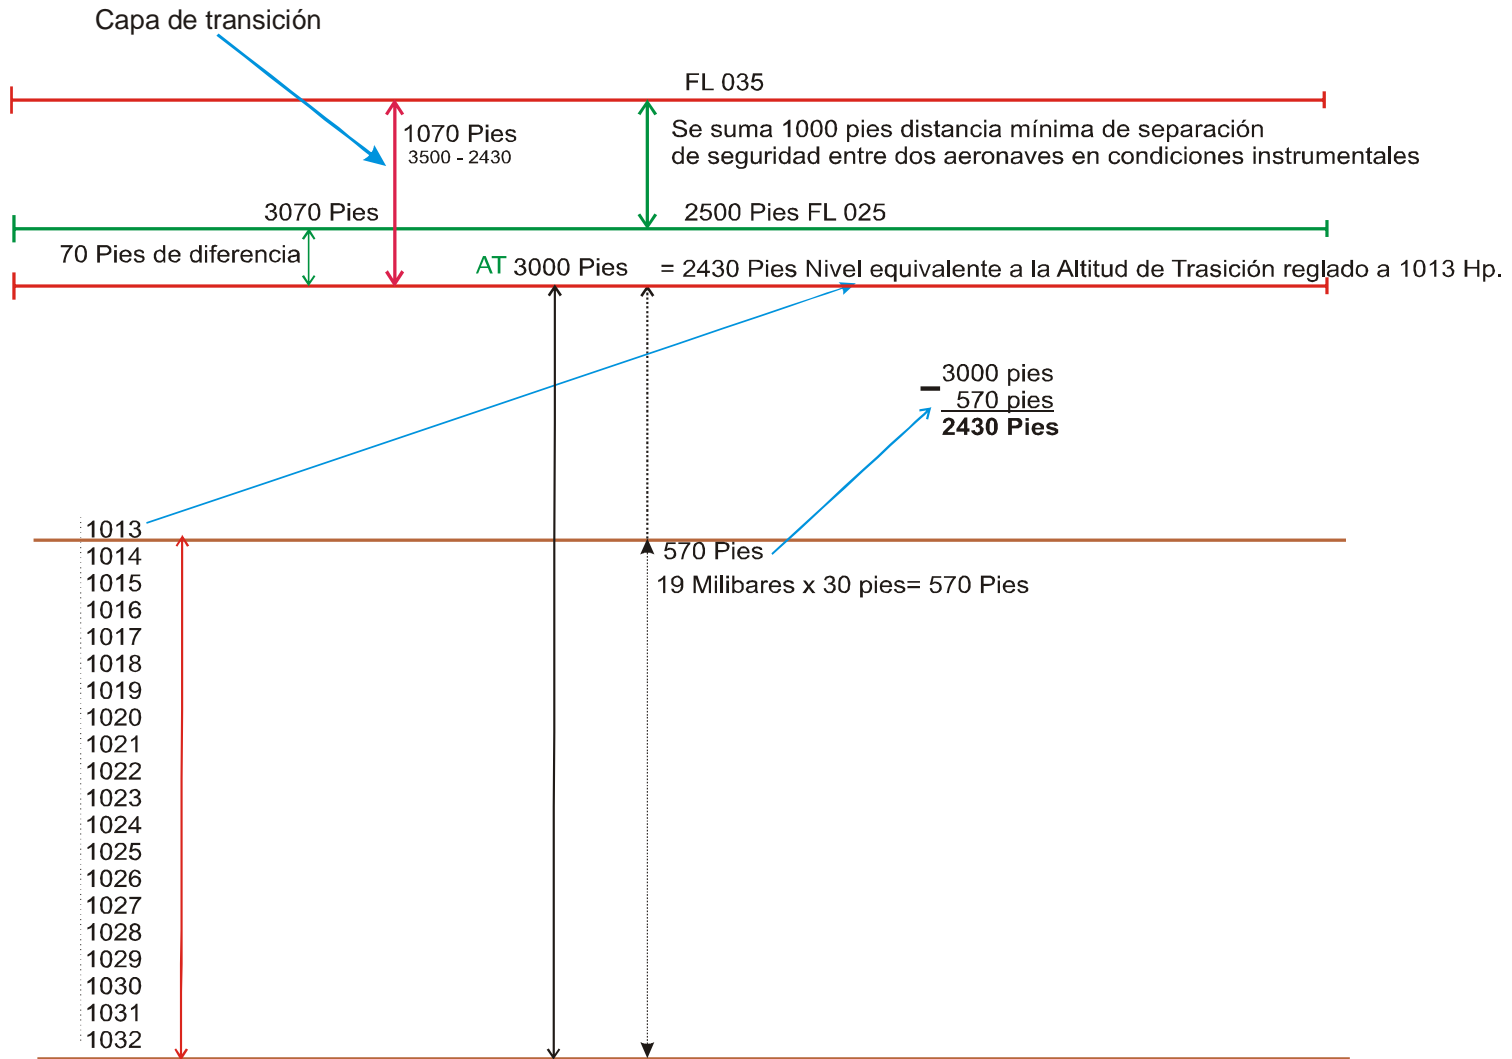 Capa de transición
FL 035
1070 Pies
3500 - 2430
Se suma 1000 pies distancia mínima de separación
de seguridad entre dos aeronaves en condiciones instrumentales
3070 Pies
2500 Pies FL 025
70 Pies de diferencia
AT 3000 Pies = 2430 Pies Nivel equivalente a la Altitud de Trasición reglado a 1013 Hp.
3000 pies
− 570 pies
2430 Pies
1013
1014
570 Pies
1015
19 Milibares x 30 pies= 570 Pies
1016
1017
1018
1019
1020
1021
1022
1023
1024
1025
1026
1027
1028
1029
1030
1031
1032